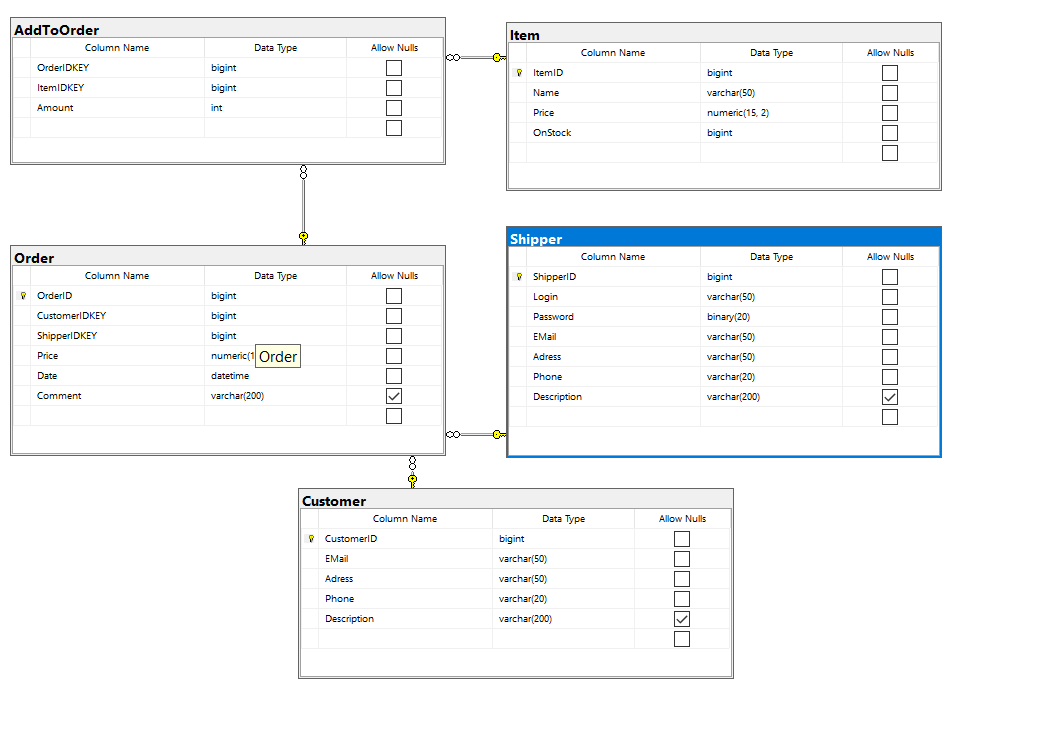 AddToOrder
Column Name Data Type Allow Nulls
OrderIDKEY bigint
ItemIDKEY bigint
Amount int
Item
Column Name Data Type Allow Nulls
ItemID bigint
Name varchar(50)
Price numeric(15, 2)
OnStock bigint
Order
Column Name Data Type Allow Nulls
OrderID bigint
CustomerIDKEY bigint
ShipperIDKEY bigint
Price numeric(1
Order
Date datetime
Comment varchar(200)
Shipper
Column Name Data Type Allow Nulls
ShipperID bigint
Login varchar(50)
Password binary(20)
EMail varchar(50)
Adress varchar(50)
Phone varchar(20)
Description varchar(200)
Customer
Column Name Data Type Allow Nulls
CustomerID bigint
EMail varchar(50)
Adress varchar(50)
Phone varchar(20)
Description varchar(200)